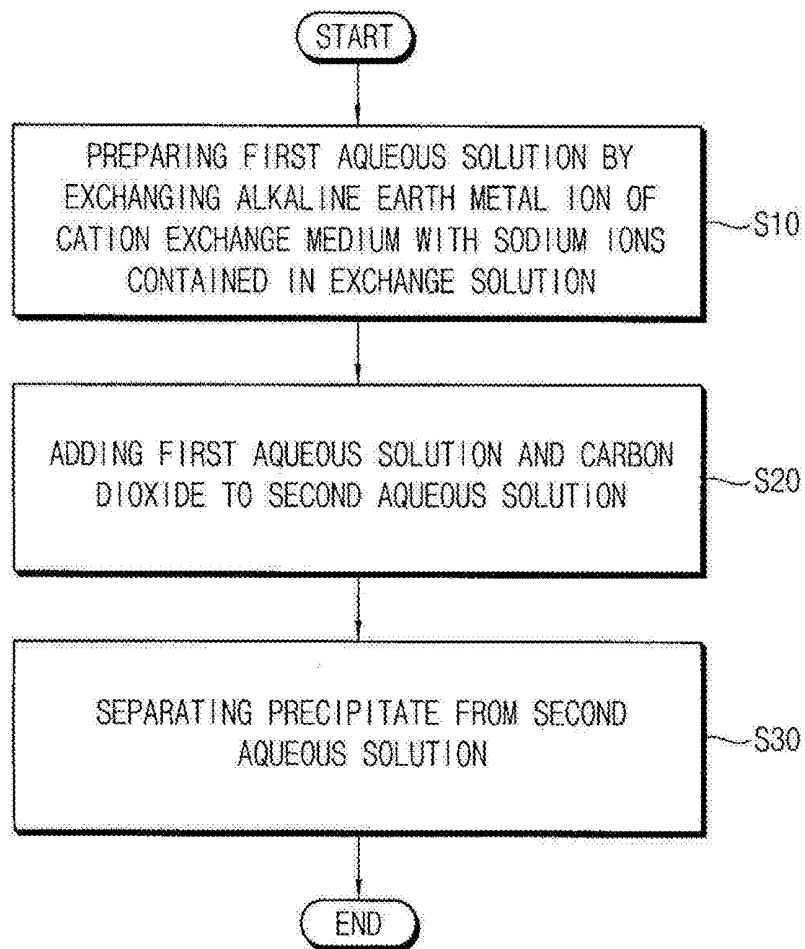 START
PREPARING FIRST AQUEOUS SOLUTION BY
EXCHANGING ALKALINE EARTH METAL ION OF
CATION EXCHANGE MEDIUM WITH SODIUM IONS
CONTAINED IN EXCHANGE SOLUTION
S10
ADDING FIRST AQUEOUS SOLUTION AND CARBON
DIOXIDE TO SECOND AQUEOUS SOLUTION
S20
SEPARATING PRECIPITATE FROM SECOND
AQUEOUS SOLUTION
S30
END